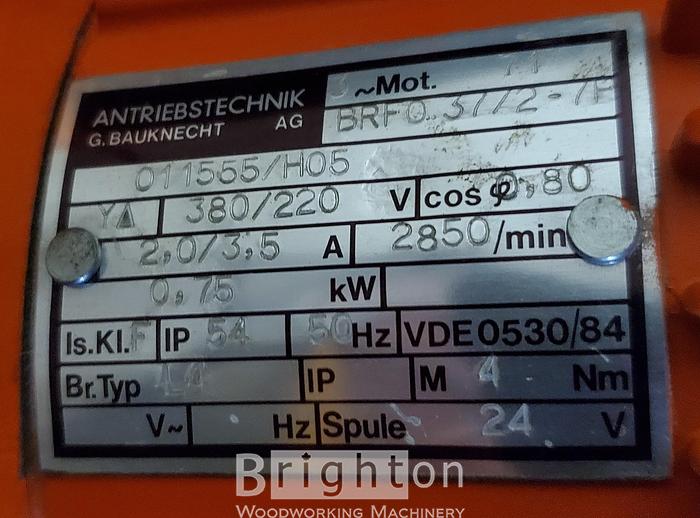 ANTRIEBSTECHNIK
G. BAUKNECHT AG
3 ~Mot. 71
BRF0.37/2-7
011555/H05
YΔ 380/220 V cos φ 0,80
2,0/3,5 A 2850/min
0,75 kW
Is.Kl. F IP 54 50 Hz VDE 0530/84
Br.Typ IP M 4 Nm
V~ Hz Spule 24 V
Brighton
WOODWORKING MACHINERY